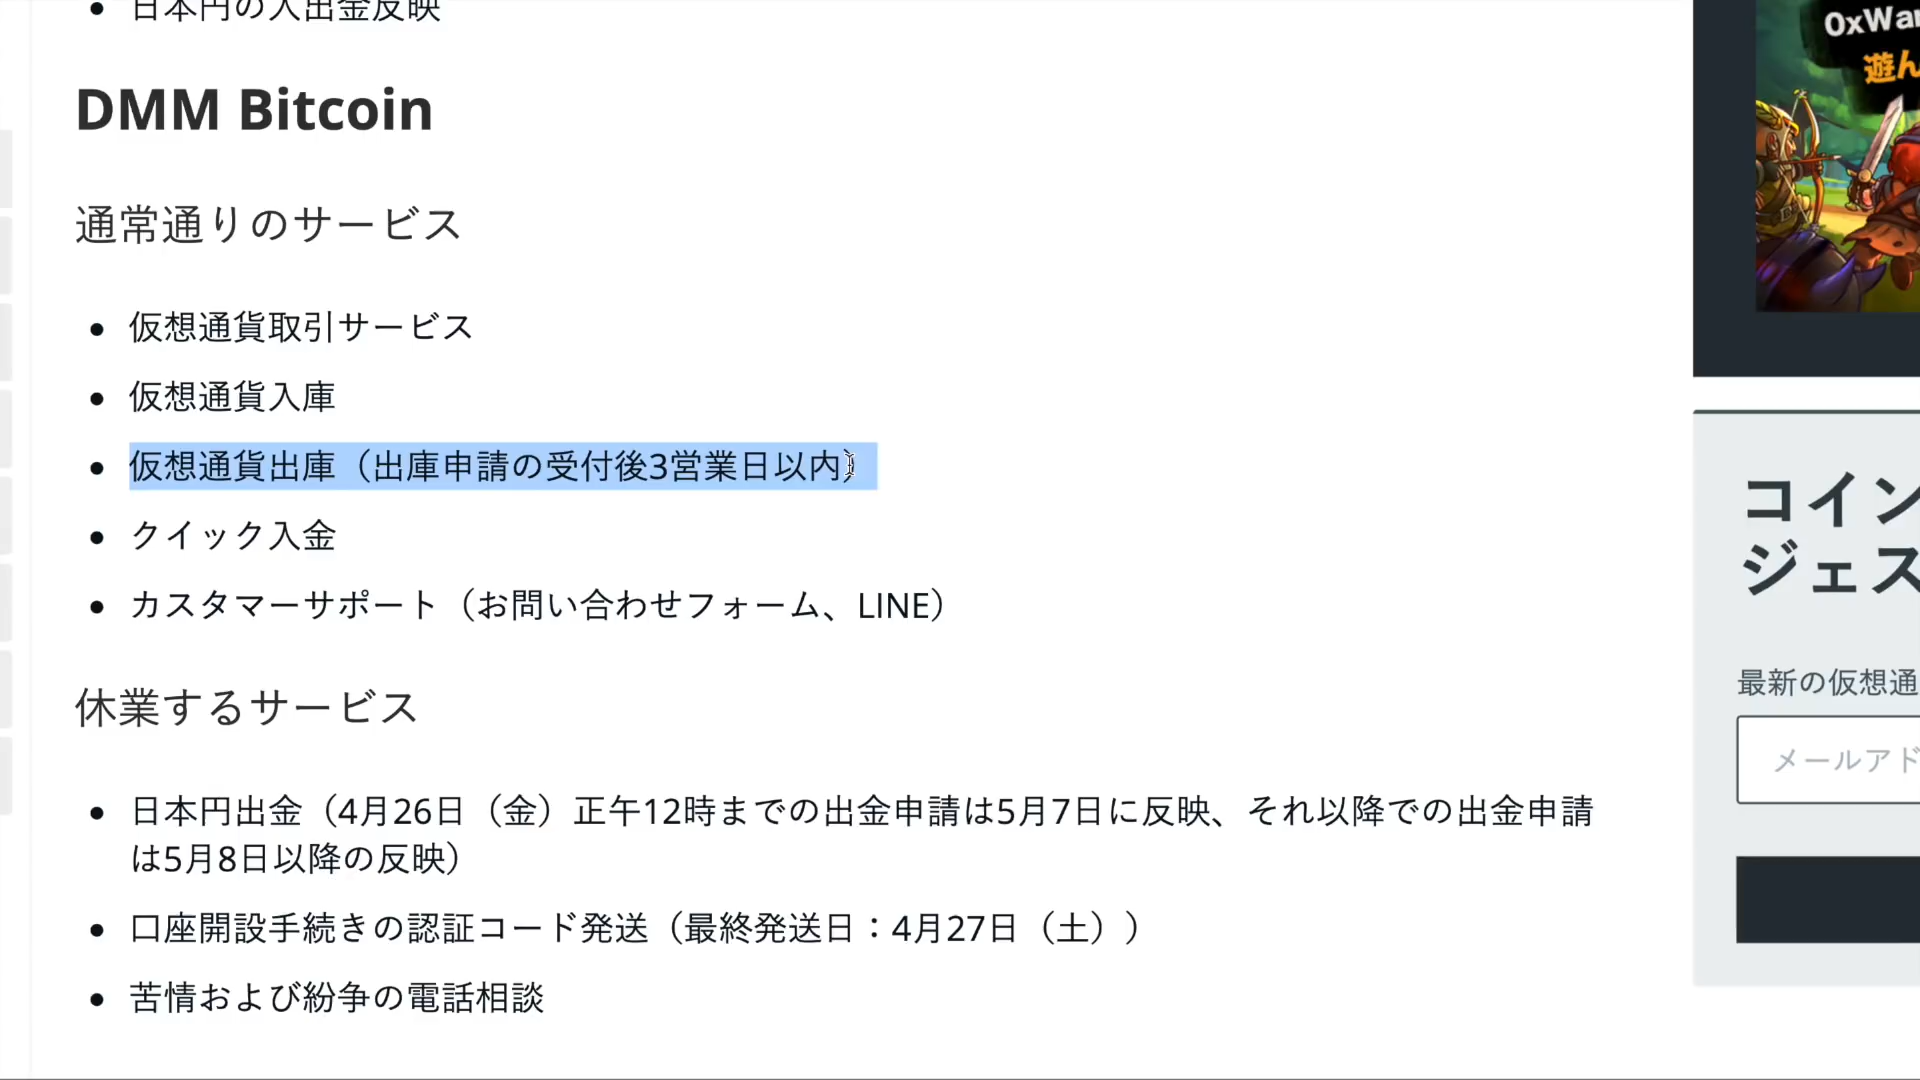 日本円の入出金反映
DMM Bitcoin
通常通りのサービス
仮想通貨取引サービス
仮想通貨入庫
仮想通貨出庫（出庫申請の受付後3営業日以内）
クイック入金
カスタマーサポート（お問い合わせフォーム、LINE）
休業するサービス
日本円出金（4月26日（金）正午12時までの出金申請は5月7日に反映、それ以降での出金申請
は5月8日以降の反映）
口座開設手続きの認証コード発送（最終発送日：4月27日（土））
苦情および紛争の電話相談
0xWar
遊ん
コイン
ジェス
最新の仮想通
メールアド